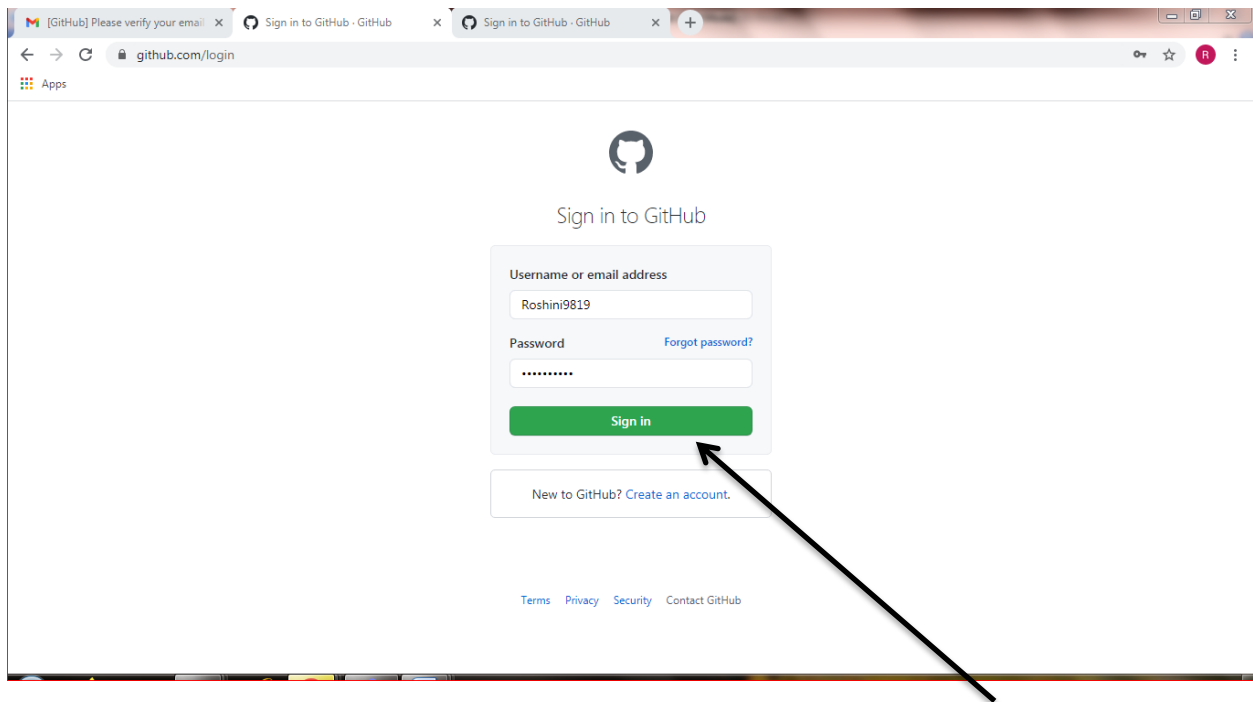 [GitHub] Please verify your email
Sign in to GitHub · GitHub
Sign in to GitHub · GitHub
github.com/login
R
Apps
Sign in to GitHub
Username or email address
Roshini9819
Password Forgot password?
Sign in
New to GitHub? Create an account.
Terms Privacy Security Contact GitHub